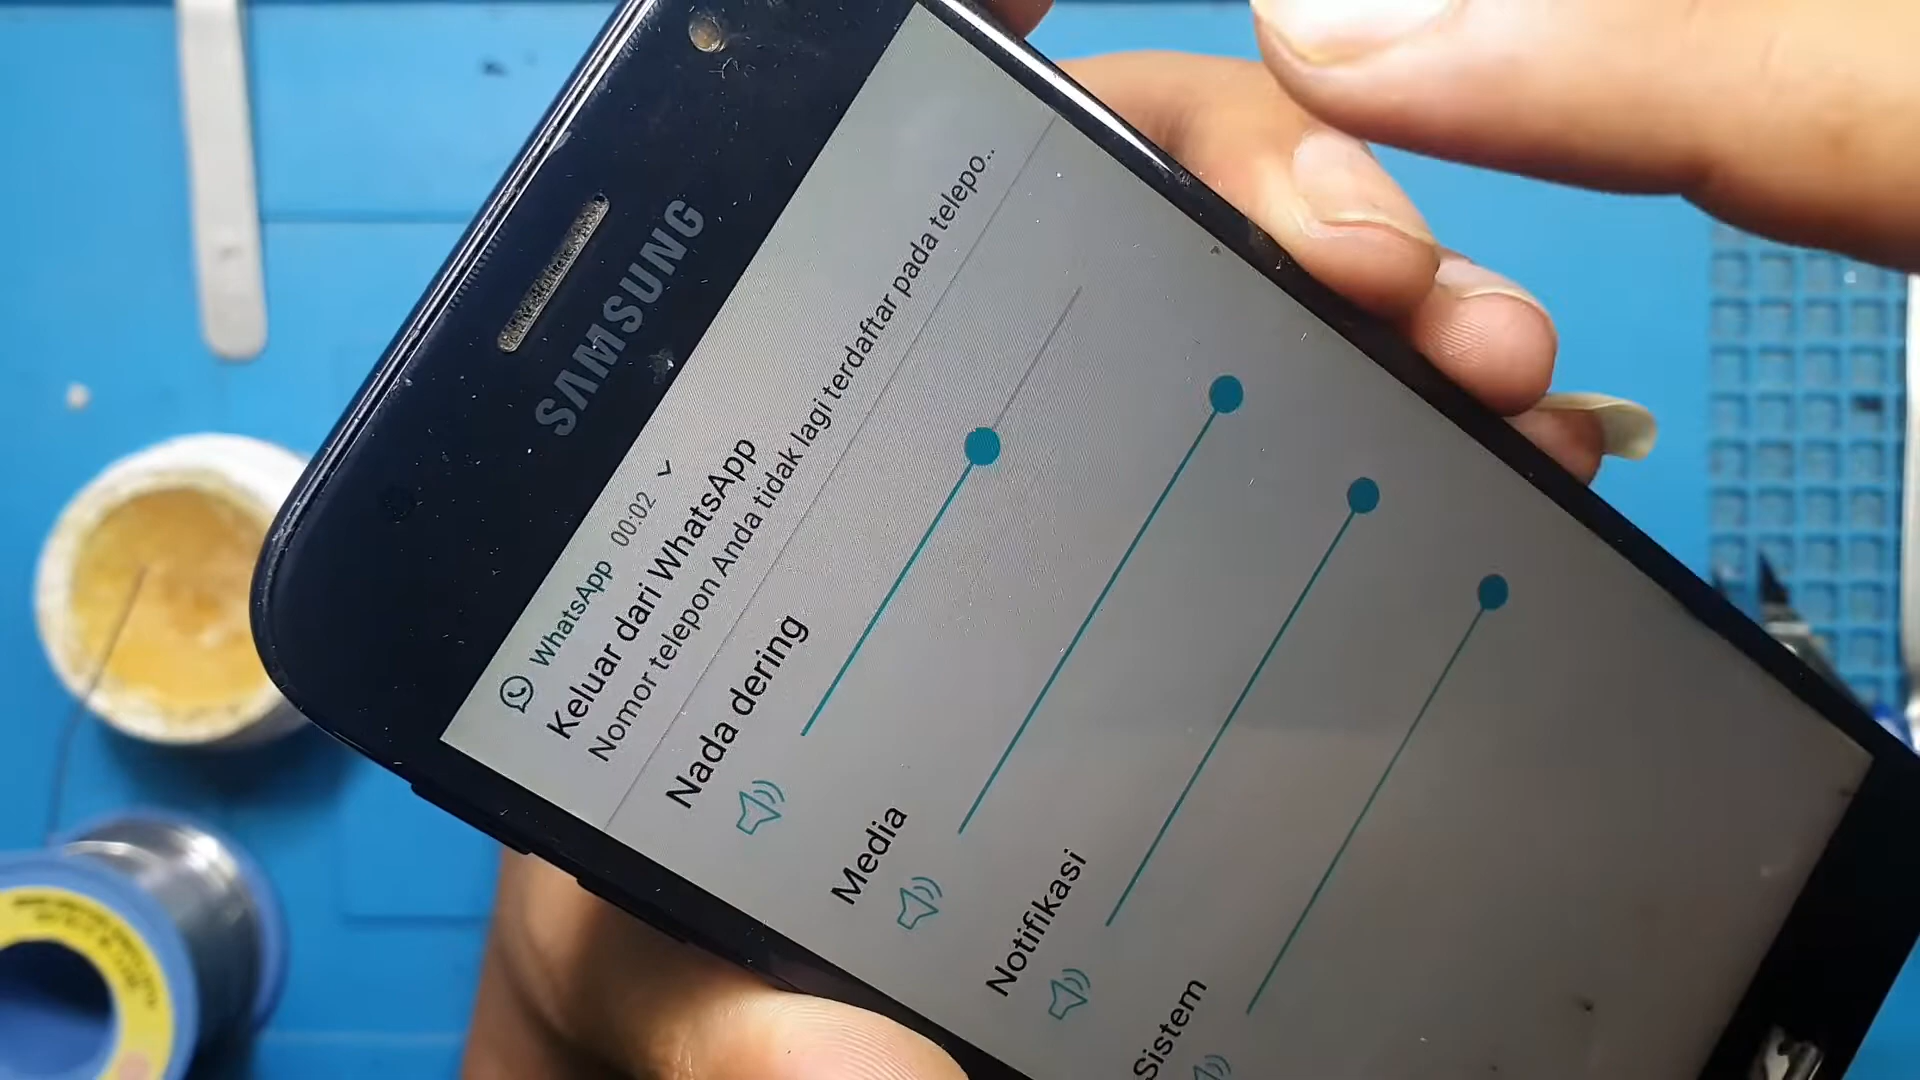 SAMSUNG
WhatsApp 00:02
Keluar dari WhatsApp
Nomor telepon Anda tidak lagi terdaftar pada telepo..
Nada dering
Media
Notifikasi
Sistem